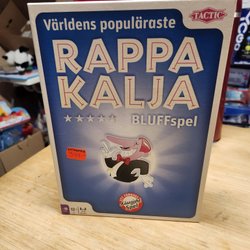 Världens populäraste
TACTIC
RAPPA
KALJA
BLUFFspel